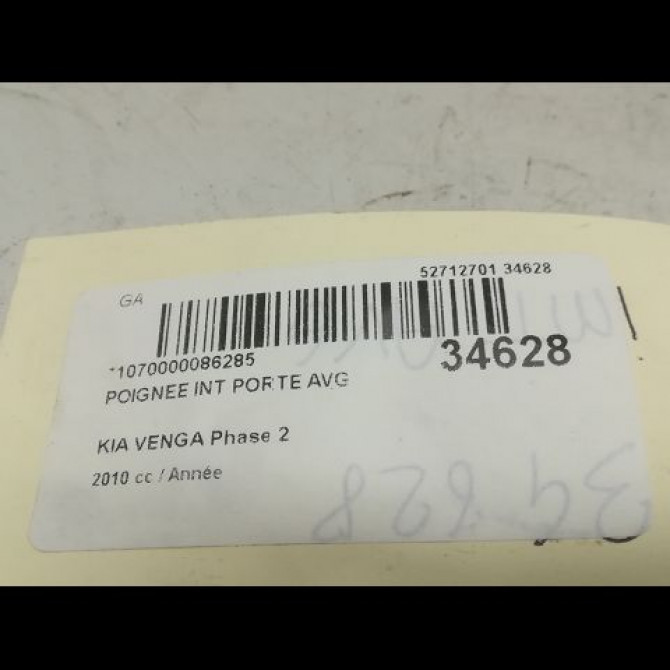 52712701 34628
GA
*1070000086285
34628
POIGNEE INT PORTE AVG
KIA VENGA Phase 2
2010 cc / Année
34628